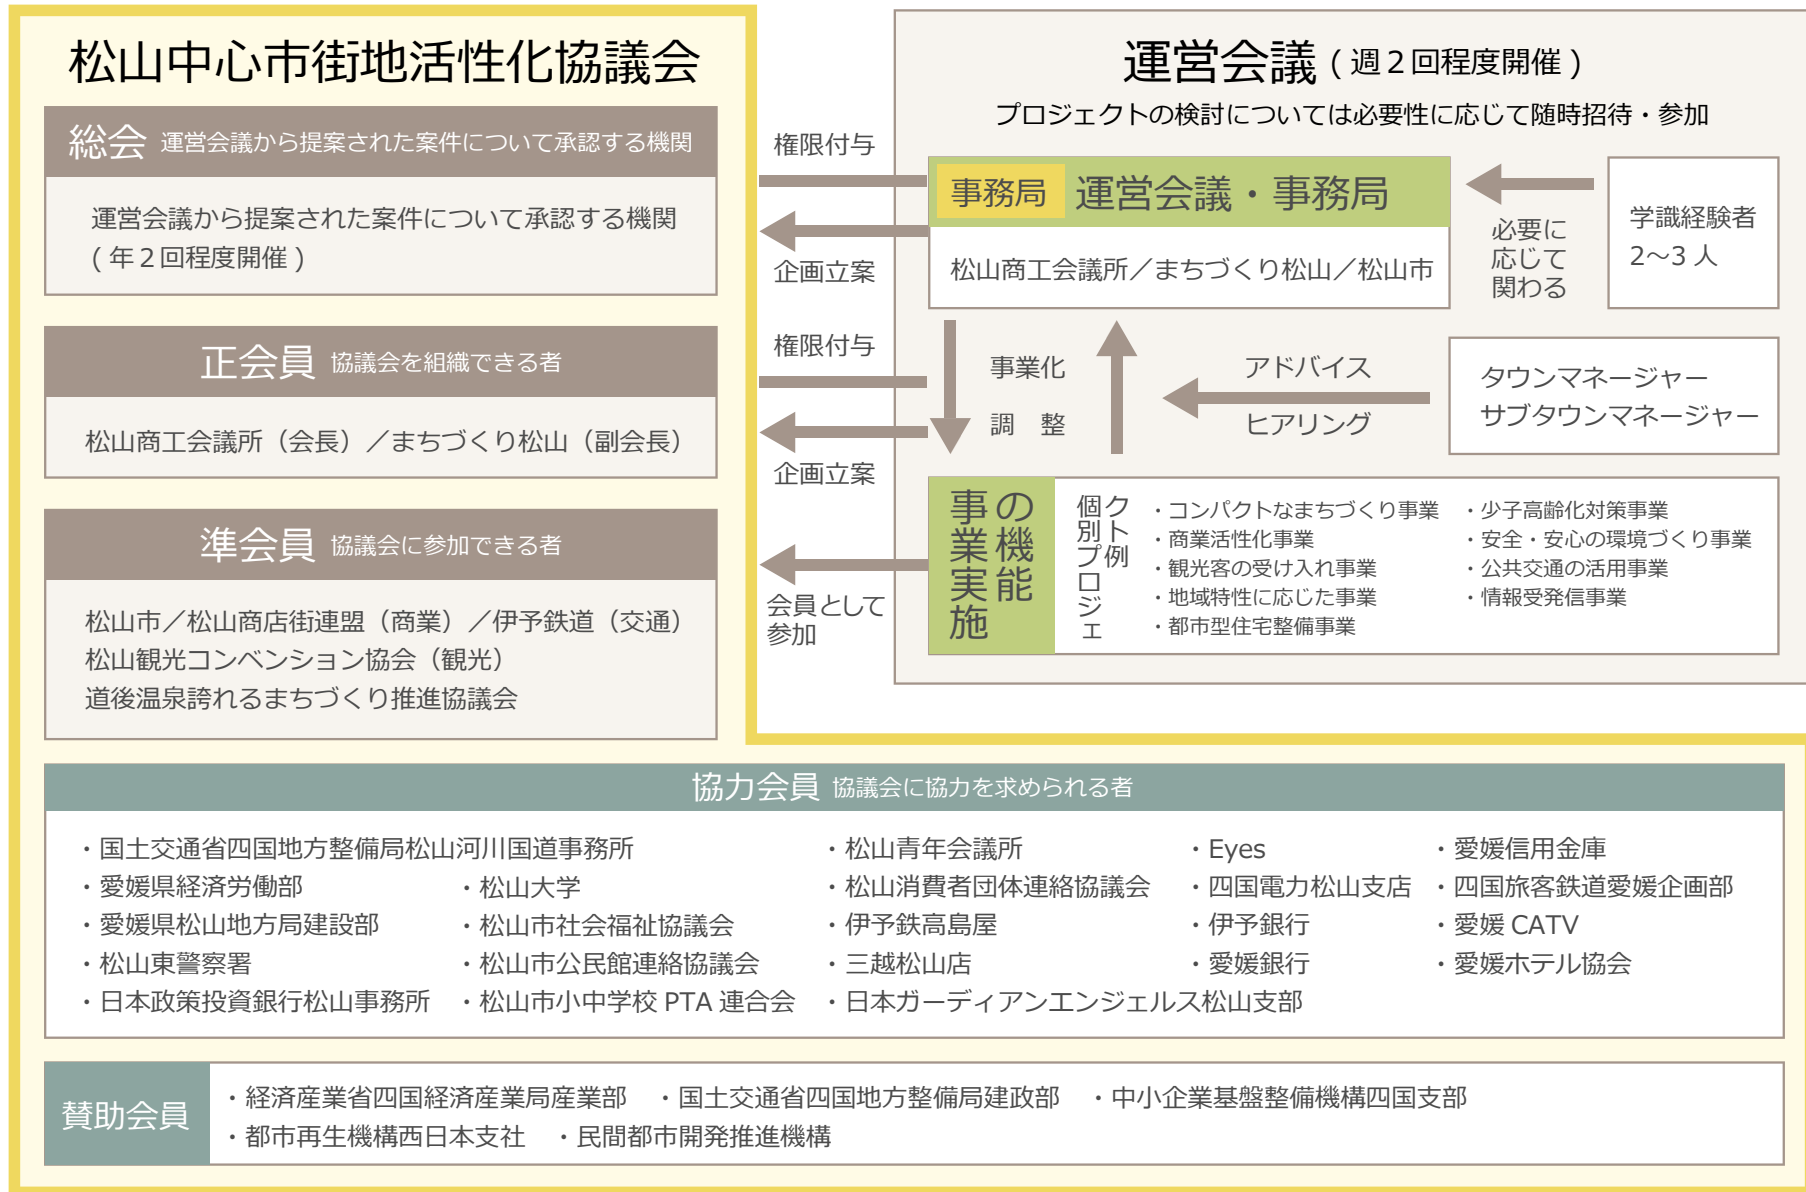 松山中心市街地活性化協議会
総会 運営会議から提案された案件について承認する機関
運営会議から提案された案件について承認する機関
(年２回程度開催)
正会員 協議会を組織できる者
松山商工会議所（会長）／まちづくり松山（副会長）
準会員 協議会に参加できる者
松山市／松山商店街連盟（商業）／伊予鉄道（交通）
松山観光コンベンション協会（観光）
道後温泉誇れるまちづくり推進協議会
権限付与
企画立案
権限付与
企画立案
会員として
参加
運営会議(週２回程度開催)
プロジェクトの検討については必要性に応じて随時招待・参加
事務局 運営会議・事務局
松山商工会議所／まちづくり松山／松山市
必要に
応じて
関わる
学識経験者
2〜3人
事業化
調　整
アドバイス
ヒアリング
タウンマネージャー
サブタウンマネージャー
事業実施
の機能
個別プロジェ
クト例
・コンパクトなまちづくり事業
・商業活性化事業
・観光客の受け入れ事業
・地域特性に応じた事業
・都市型住宅整備事業
・少子高齢化対策事業
・安全・安心の環境づくり事業
・公共交通の活用事業
・情報受発信事業
協力会員 協議会に協力を求められる者
・国土交通省四国地方整備局松山河川国道事務所
・愛媛県経済労働部
・愛媛県松山地方局建設部
・松山東警察署
・日本政策投資銀行松山事務所
・松山大学
・松山市社会福祉協議会
・松山市公民館連絡協議会
・松山市小中学校 PTA 連合会
・松山青年会議所
・松山消費者団体連絡協議会
・伊予鉄高島屋
・三越松山店
・日本ガーディアンエンジェルス松山支部
・Eyes
・四国電力松山支店
・伊予銀行
・愛媛銀行
・愛媛信用金庫
・四国旅客鉄道愛媛企画部
・愛媛 CATV
・愛媛ホテル協会
賛助会員
・経済産業省四国経済産業局産業部　・国土交通省四国地方整備局建政部　・中小企業基盤整備機構四国支部
・都市再生機構西日本支社　・民間都市開発推進機構